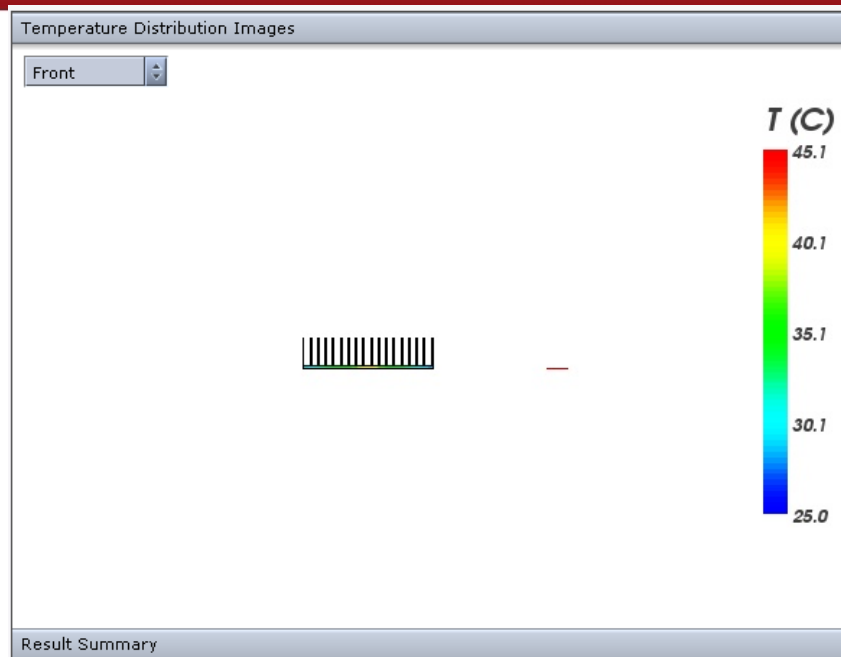 Temperature Distribution Images
Front
T (C)
45.1
40.1
35.1
30.1
25.0
Result Summary